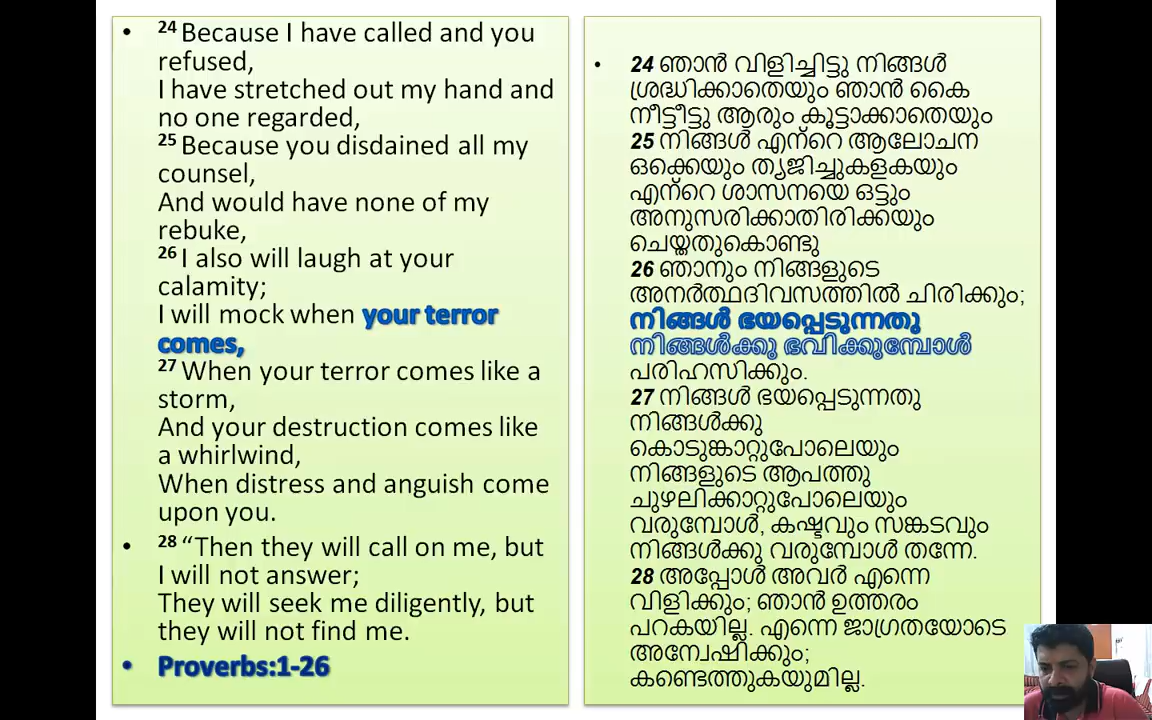 • 24 Because I have called and you
refused,
I have stretched out my hand and
no one regarded,
25 Because you disdained all my
counsel,
And would have none of my
rebuke,
26 I also will laugh at your
calamity;
I will mock when your terror
comes,
27 When your terror comes like a
storm,
And your destruction comes like
a whirlwind,
When distress and anguish come
upon you.
• 28 “Then they will call on me, but
I will not answer;
They will seek me diligently, but
they will not find me.
• Proverbs:1-26
• 24 ഞാൻ വിളിച്ചിട്ടു നിങ്ങൾ
ശ്രദ്ധിക്കാതെയും ഞാൻ കൈ
നീട്ടീട്ടു ആരും കൂട്ടാക്കാതെയും
25 നിങ്ങൾ എന്റെ ആലോചന
ഒക്കെയും ത്യജിച്ചുകളകയും
എന്റെ ശാസനയെ ഒട്ടും
അനുസരിക്കാതിരിക്കയും
ചെയ്തതുകൊണ്ടു
26 ഞാനും നിങ്ങളുടെ
അനർത്ഥദിവസത്തിൽ ചിരിക്കും;
നിങ്ങൾ ഭയപ്പെടുന്നതു
നിങ്ങൾക്കു ഭവിക്കുമ്പോൾ
പരിഹസിക്കും.
27 നിങ്ങൾ ഭയപ്പെടുന്നതു
നിങ്ങൾക്കു
കൊടുങ്കാറ്റുപോലെയും
നിങ്ങളുടെ ആപത്തു
ചുഴലിക്കാറ്റുപോലെയും
വരുമ്പോൾ, കഷ്ടവും സങ്കടവും
നിങ്ങൾക്കു വരുമ്പോൾ തന്നേ.
28 അപ്പോൾ അവർ എന്നെ
വിളിക്കും; ഞാൻ ഉത്തരം
പറകയില്ല. എന്നെ ജാഗ്രതയോടെ
അന്വേഷിക്കും;
കണ്ടെത്തുകയുമില്ല.